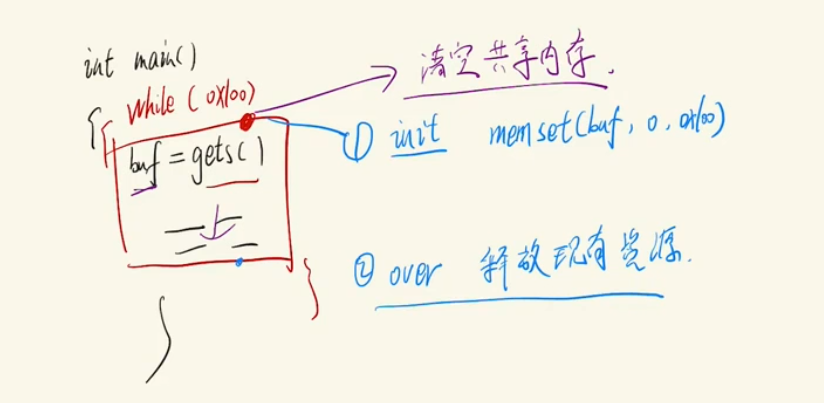 int main()
{
while (0x100)
{
清空共享内存.
① init memset(buf, 0, 0x100)
buf = gets()
② over 释放现有资源.
}
}